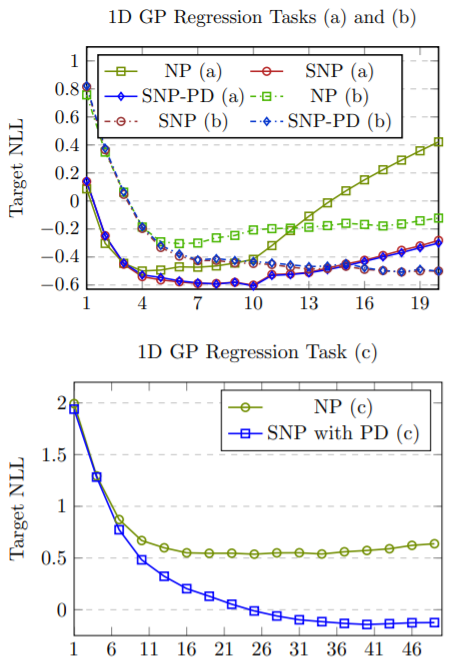 1D GP Regression Tasks (a) and (b)
Target NLL
1
0.8
0.6
0.4
0.2
0
−0.2
−0.4
−0.6
NP (a) SNP (a)
SNP-PD (a) NP (b)
SNP (b) SNP-PD (b)
1 4 7 10 13 16 19
1D GP Regression Task (c)
Target NLL
2
1.5
1
0.5
0
NP (c)
SNP with PD (c)
1 6 11 16 21 26 31 36 41 46